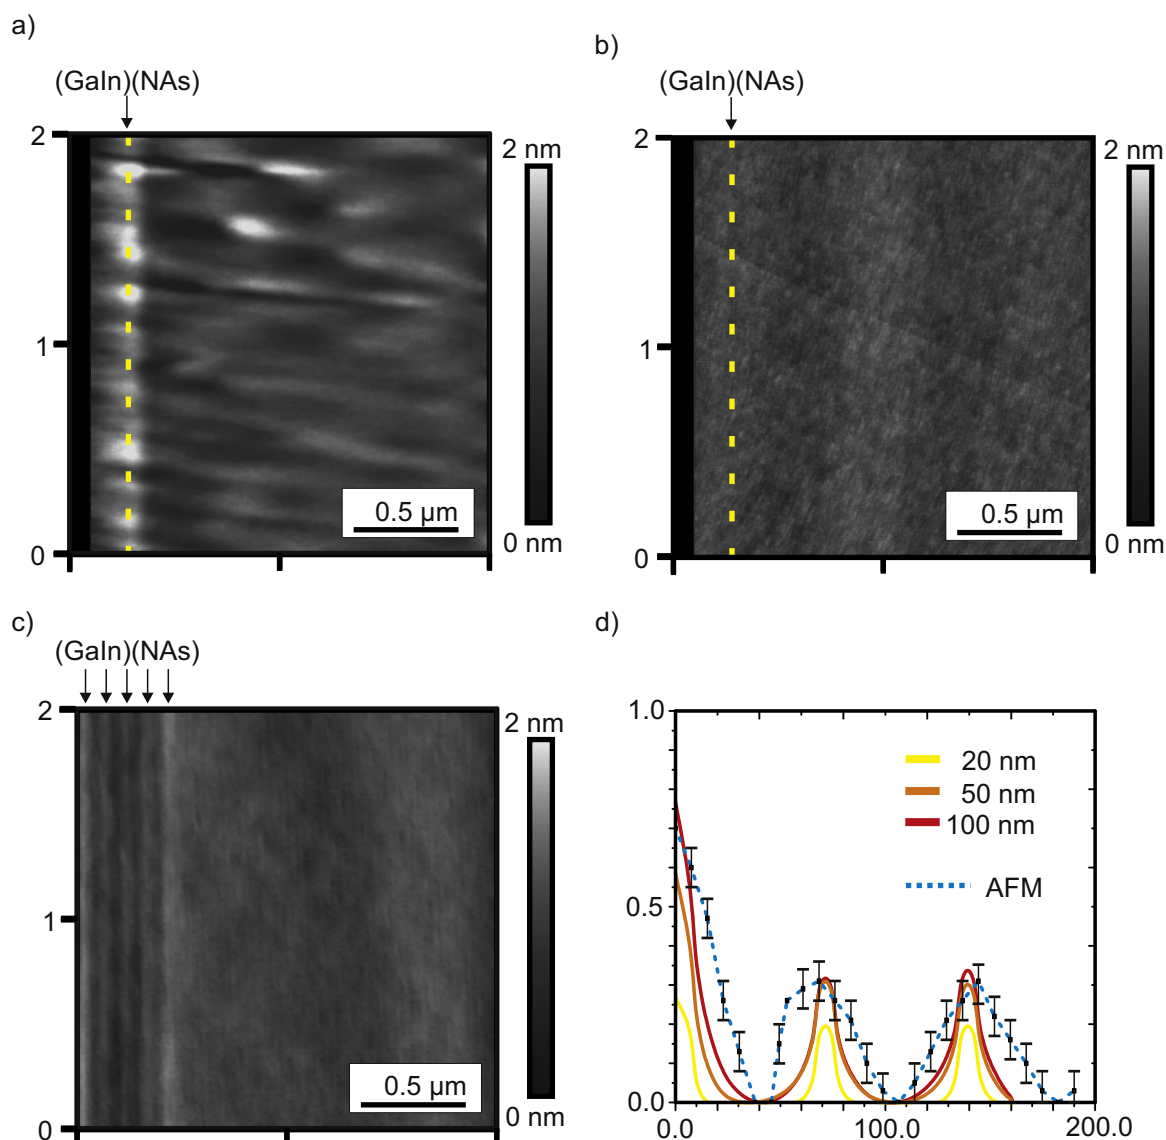 a)
(GaIn)(NAs)
2
1
0
2 nm
0 nm
0.5 μm
b)
(GaIn)(NAs)
2
1
0
2 nm
0 nm
0.5 μm
c)
(GaIn)(NAs)
2
1
0
2 nm
0 nm
0.5 μm
d)
1.0
0.5
0.0
20 nm
50 nm
100 nm
AFM
0.0
100.0
200.0